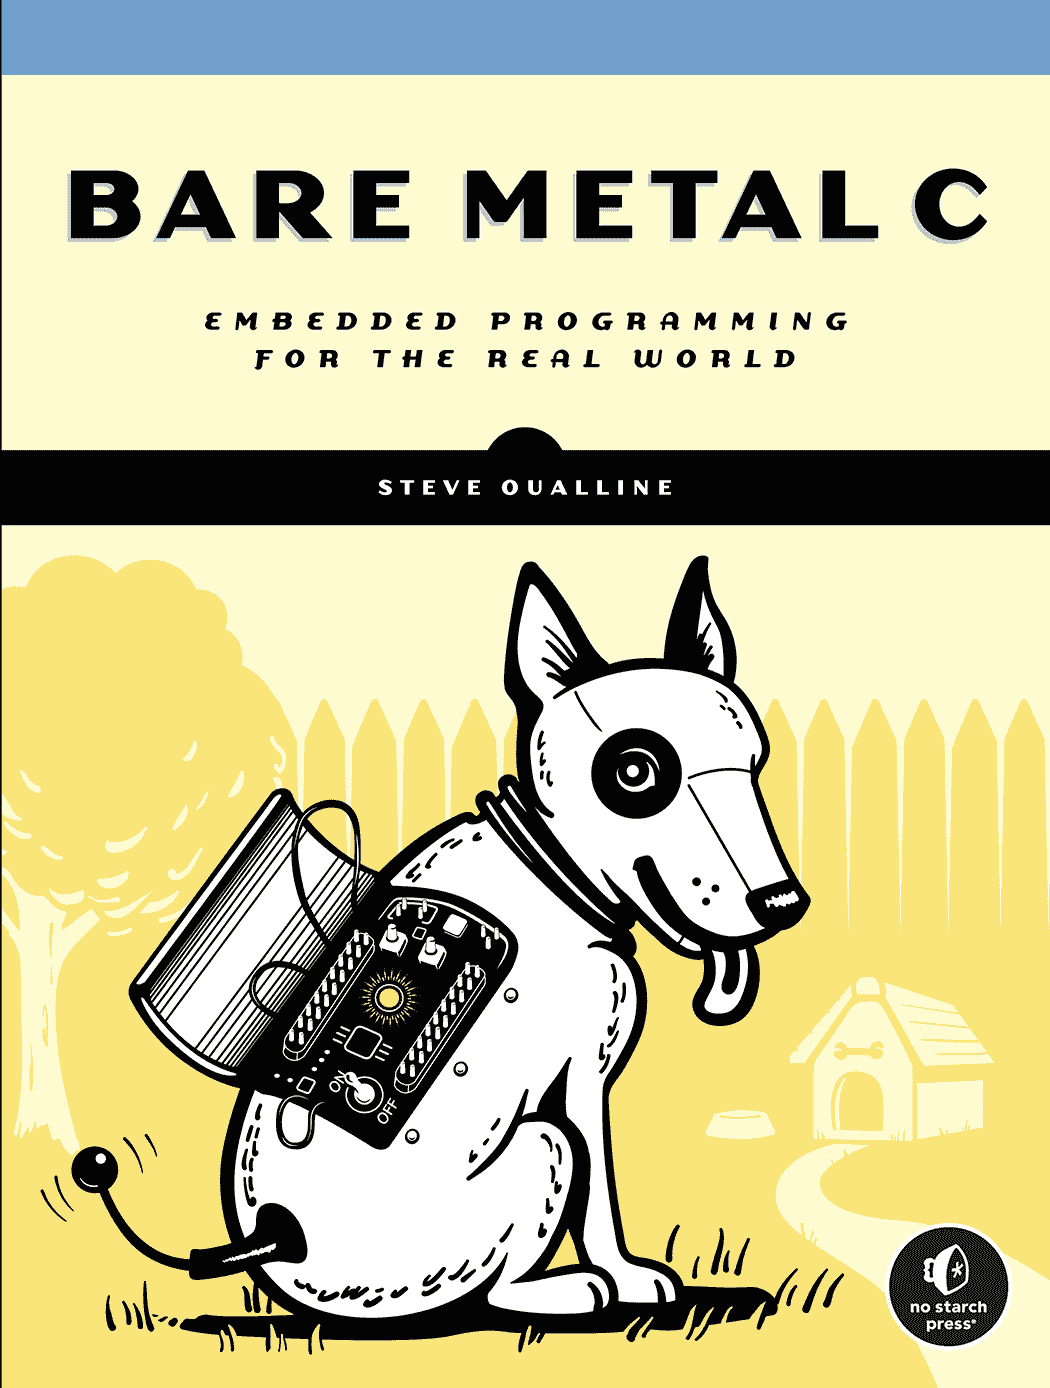 BARE METAL C
EMBEDDED PROGRAMMING
FOR THE REAL WORLD
STEVE OUALLINE
ON
OFF
no starch
press®